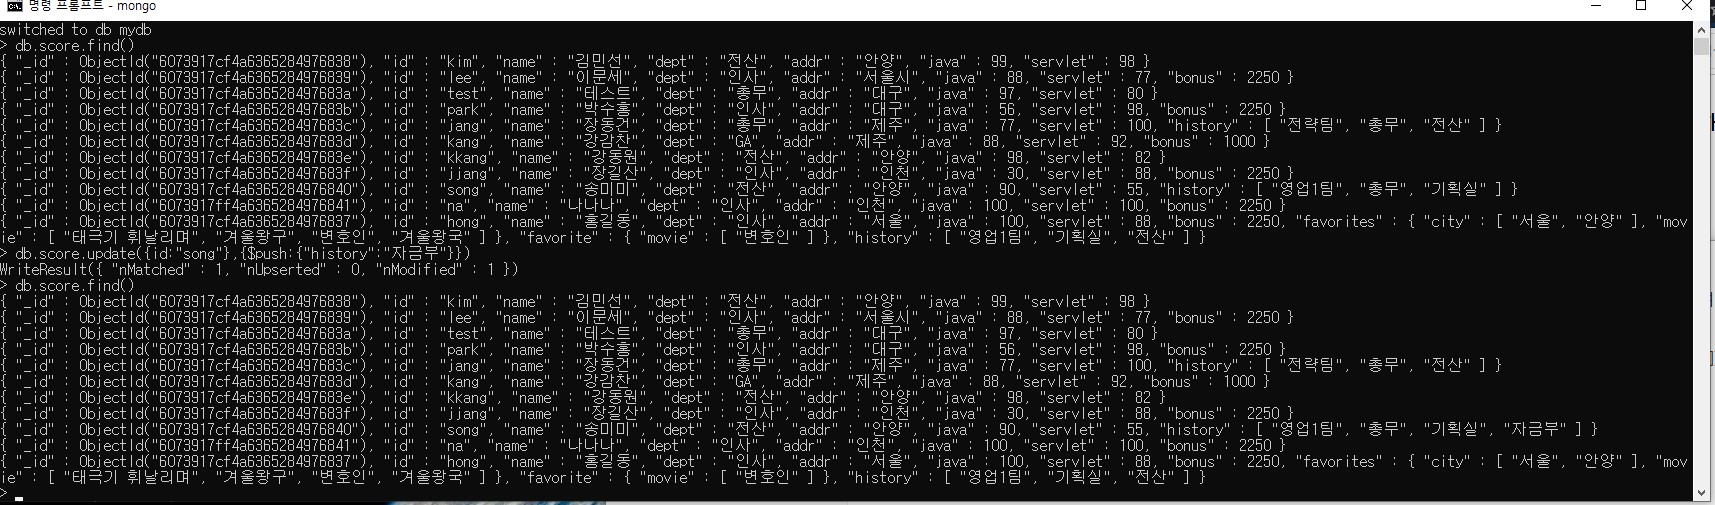 명령 프롬프트 - mongo
switched to db mydb
> db.score.find()
{ "_id" : ObjectId("6073917cf4a6365284976838"), "id" : "kim", "name" : "김민선", "dept" : "전산", "addr" : "안양", "java" : 99, "servlet" : 98 }
{ "_id" : ObjectId("6073917cf4a6365284976839"), "id" : "lee", "name" : "이문세", "dept" : "인사", "addr" : "서울시", "java" : 88, "servlet" : 77, "bonus" : 2250 }
{ "_id" : ObjectId("6073917cf4a636528497683a"), "id" : "test", "name" : "테스트", "dept" : "총무", "addr" : "대구", "java" : 97, "servlet" : 80 }
{ "_id" : ObjectId("6073917cf4a636528497683b"), "id" : "park", "name" : "박수홍", "dept" : "인사", "addr" : "대구", "java" : 56, "servlet" : 98, "bonus" : 2250 }
{ "_id" : ObjectId("6073917cf4a636528497683c"), "id" : "jang", "name" : "장동건", "dept" : "총무", "addr" : "제주", "java" : 77, "servlet" : 100, "history" : [ "전략팀", "총무", "전산" ] }
{ "_id" : ObjectId("6073917cf4a636528497683d"), "id" : "kang", "name" : "강감찬", "dept" : "GA", "addr" : "제주", "java" : 88, "servlet" : 92, "bonus" : 1000 }
{ "_id" : ObjectId("6073917cf4a636528497683e"), "id" : "kkang", "name" : "강동원", "dept" : "전산", "addr" : "안양", "java" : 98, "servlet" : 82 }
{ "_id" : ObjectId("6073917cf4a636528497683f"), "id" : "jjang", "name" : "장길산", "dept" : "인사", "addr" : "인천", "java" : 30, "servlet" : 88, "bonus" : 2250 }
{ "_id" : ObjectId("6073917cf4a6365284976840"), "id" : "song", "name" : "송미미", "dept" : "전산", "addr" : "안양", "java" : 90, "servlet" : 55, "history" : [ "영업1팀", "총무", "기획실" ] }
{ "_id" : ObjectId("6073917ff4a6365284976841"), "id" : "na", "name" : "나나나", "dept" : "인사", "addr" : "인천", "java" : 100, "servlet" : 100, "bonus" : 2250 }
{ "_id" : ObjectId("6073917cf4a6365284976837"), "id" : "hong", "name" : "홍길동", "dept" : "인사", "addr" : "서울", "java" : 100, "servlet" : 88, "bonus" : 2250, "favorites" : { "city" : [ "서울", "안양" ], "mov
ie" : [ "태극기 휘날리며", "겨울왕구", "변호인", "겨울왕국" ] }, "favorite" : { "movie" : [ "변호인" ] }, "history" : [ "영업1팀", "기획실", "전산" ] }
> db.score.update({id:"song"},{$push:{"history":"자금부"}})
WriteResult({ "nMatched" : 1, "nUpserted" : 0, "nModified" : 1 })
> db.score.find()
{ "_id" : ObjectId("6073917cf4a6365284976838"), "id" : "kim", "name" : "김민선", "dept" : "전산", "addr" : "안양", "java" : 99, "servlet" : 98 }
{ "_id" : ObjectId("6073917cf4a6365284976839"), "id" : "lee", "name" : "이문세", "dept" : "인사", "addr" : "서울시", "java" : 88, "servlet" : 77, "bonus" : 2250 }
{ "_id" : ObjectId("6073917cf4a636528497683a"), "id" : "test", "name" : "테스트", "dept" : "총무", "addr" : "대구", "java" : 97, "servlet" : 80 }
{ "_id" : ObjectId("6073917cf4a636528497683b"), "id" : "park", "name" : "박수홍", "dept" : "인사", "addr" : "대구", "java" : 56, "servlet" : 98, "bonus" : 2250 }
{ "_id" : ObjectId("6073917cf4a636528497683c"), "id" : "jang", "name" : "장동건", "dept" : "총무", "addr" : "제주", "java" : 77, "servlet" : 100, "history" : [ "전략팀", "총무", "전산" ] }
{ "_id" : ObjectId("6073917cf4a636528497683d"), "id" : "kang", "name" : "강감찬", "dept" : "GA", "addr" : "제주", "java" : 88, "servlet" : 92, "bonus" : 1000 }
{ "_id" : ObjectId("6073917cf4a636528497683e"), "id" : "kkang", "name" : "강동원", "dept" : "전산", "addr" : "안양", "java" : 98, "servlet" : 82 }
{ "_id" : ObjectId("6073917cf4a636528497683f"), "id" : "jjang", "name" : "장길산", "dept" : "인사", "addr" : "인천", "java" : 30, "servlet" : 88, "bonus" : 2250 }
{ "_id" : ObjectId("6073917cf4a6365284976840"), "id" : "song", "name" : "송미미", "dept" : "전산", "addr" : "안양", "java" : 90, "servlet" : 55, "history" : [ "영업1팀", "총무", "기획실", "자금부" ] }
{ "_id" : ObjectId("6073917ff4a6365284976841"), "id" : "na", "name" : "나나나", "dept" : "인사", "addr" : "인천", "java" : 100, "servlet" : 100, "bonus" : 2250 }
{ "_id" : ObjectId("6073917cf4a6365284976837"), "id" : "hong", "name" : "홍길동", "dept" : "인사", "addr" : "서울", "java" : 100, "servlet" : 88, "bonus" : 2250, "favorites" : { "city" : [ "서울", "안양" ], "mov
ie" : [ "태극기 휘날리며", "겨울왕구", "변호인", "겨울왕국" ] }, "favorite" : { "movie" : [ "변호인" ] }, "history" : [ "영업1팀", "기획실", "전산" ] }
>